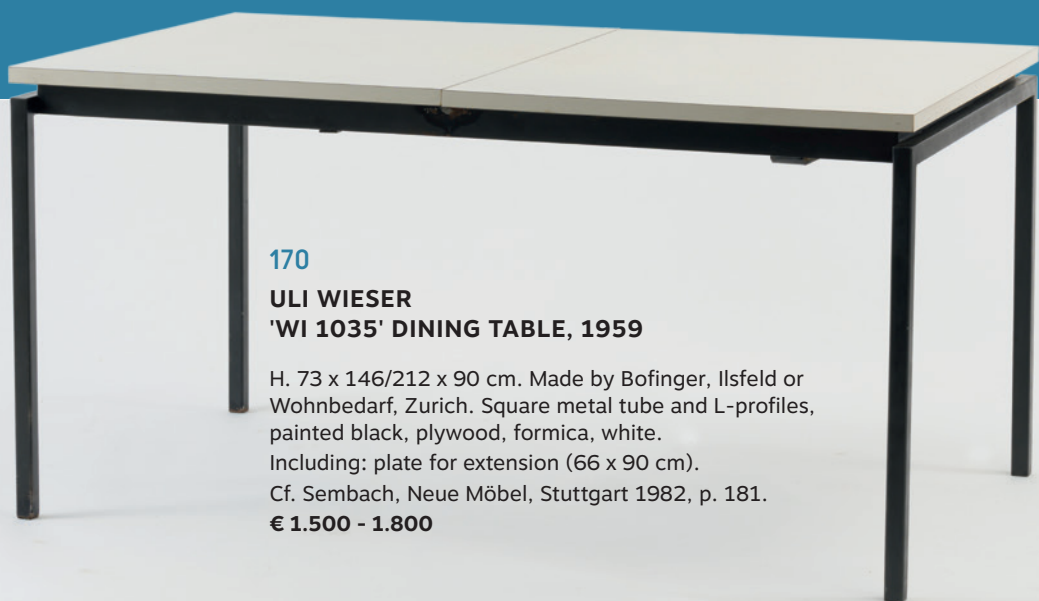 170
ULI WIESER
'WI 1035' DINING TABLE, 1959
H. 73 x 146/212 x 90 cm. Made by Bofinger, Ilsfeld or
Wohnbedarf, Zurich. Square metal tube and L-profiles,
painted black, plywood, formica, white.
Including: plate for extension (66 x 90 cm).
Cf. Sembach, Neue Möbel, Stuttgart 1982, p. 181.
€ 1.500 - 1.800